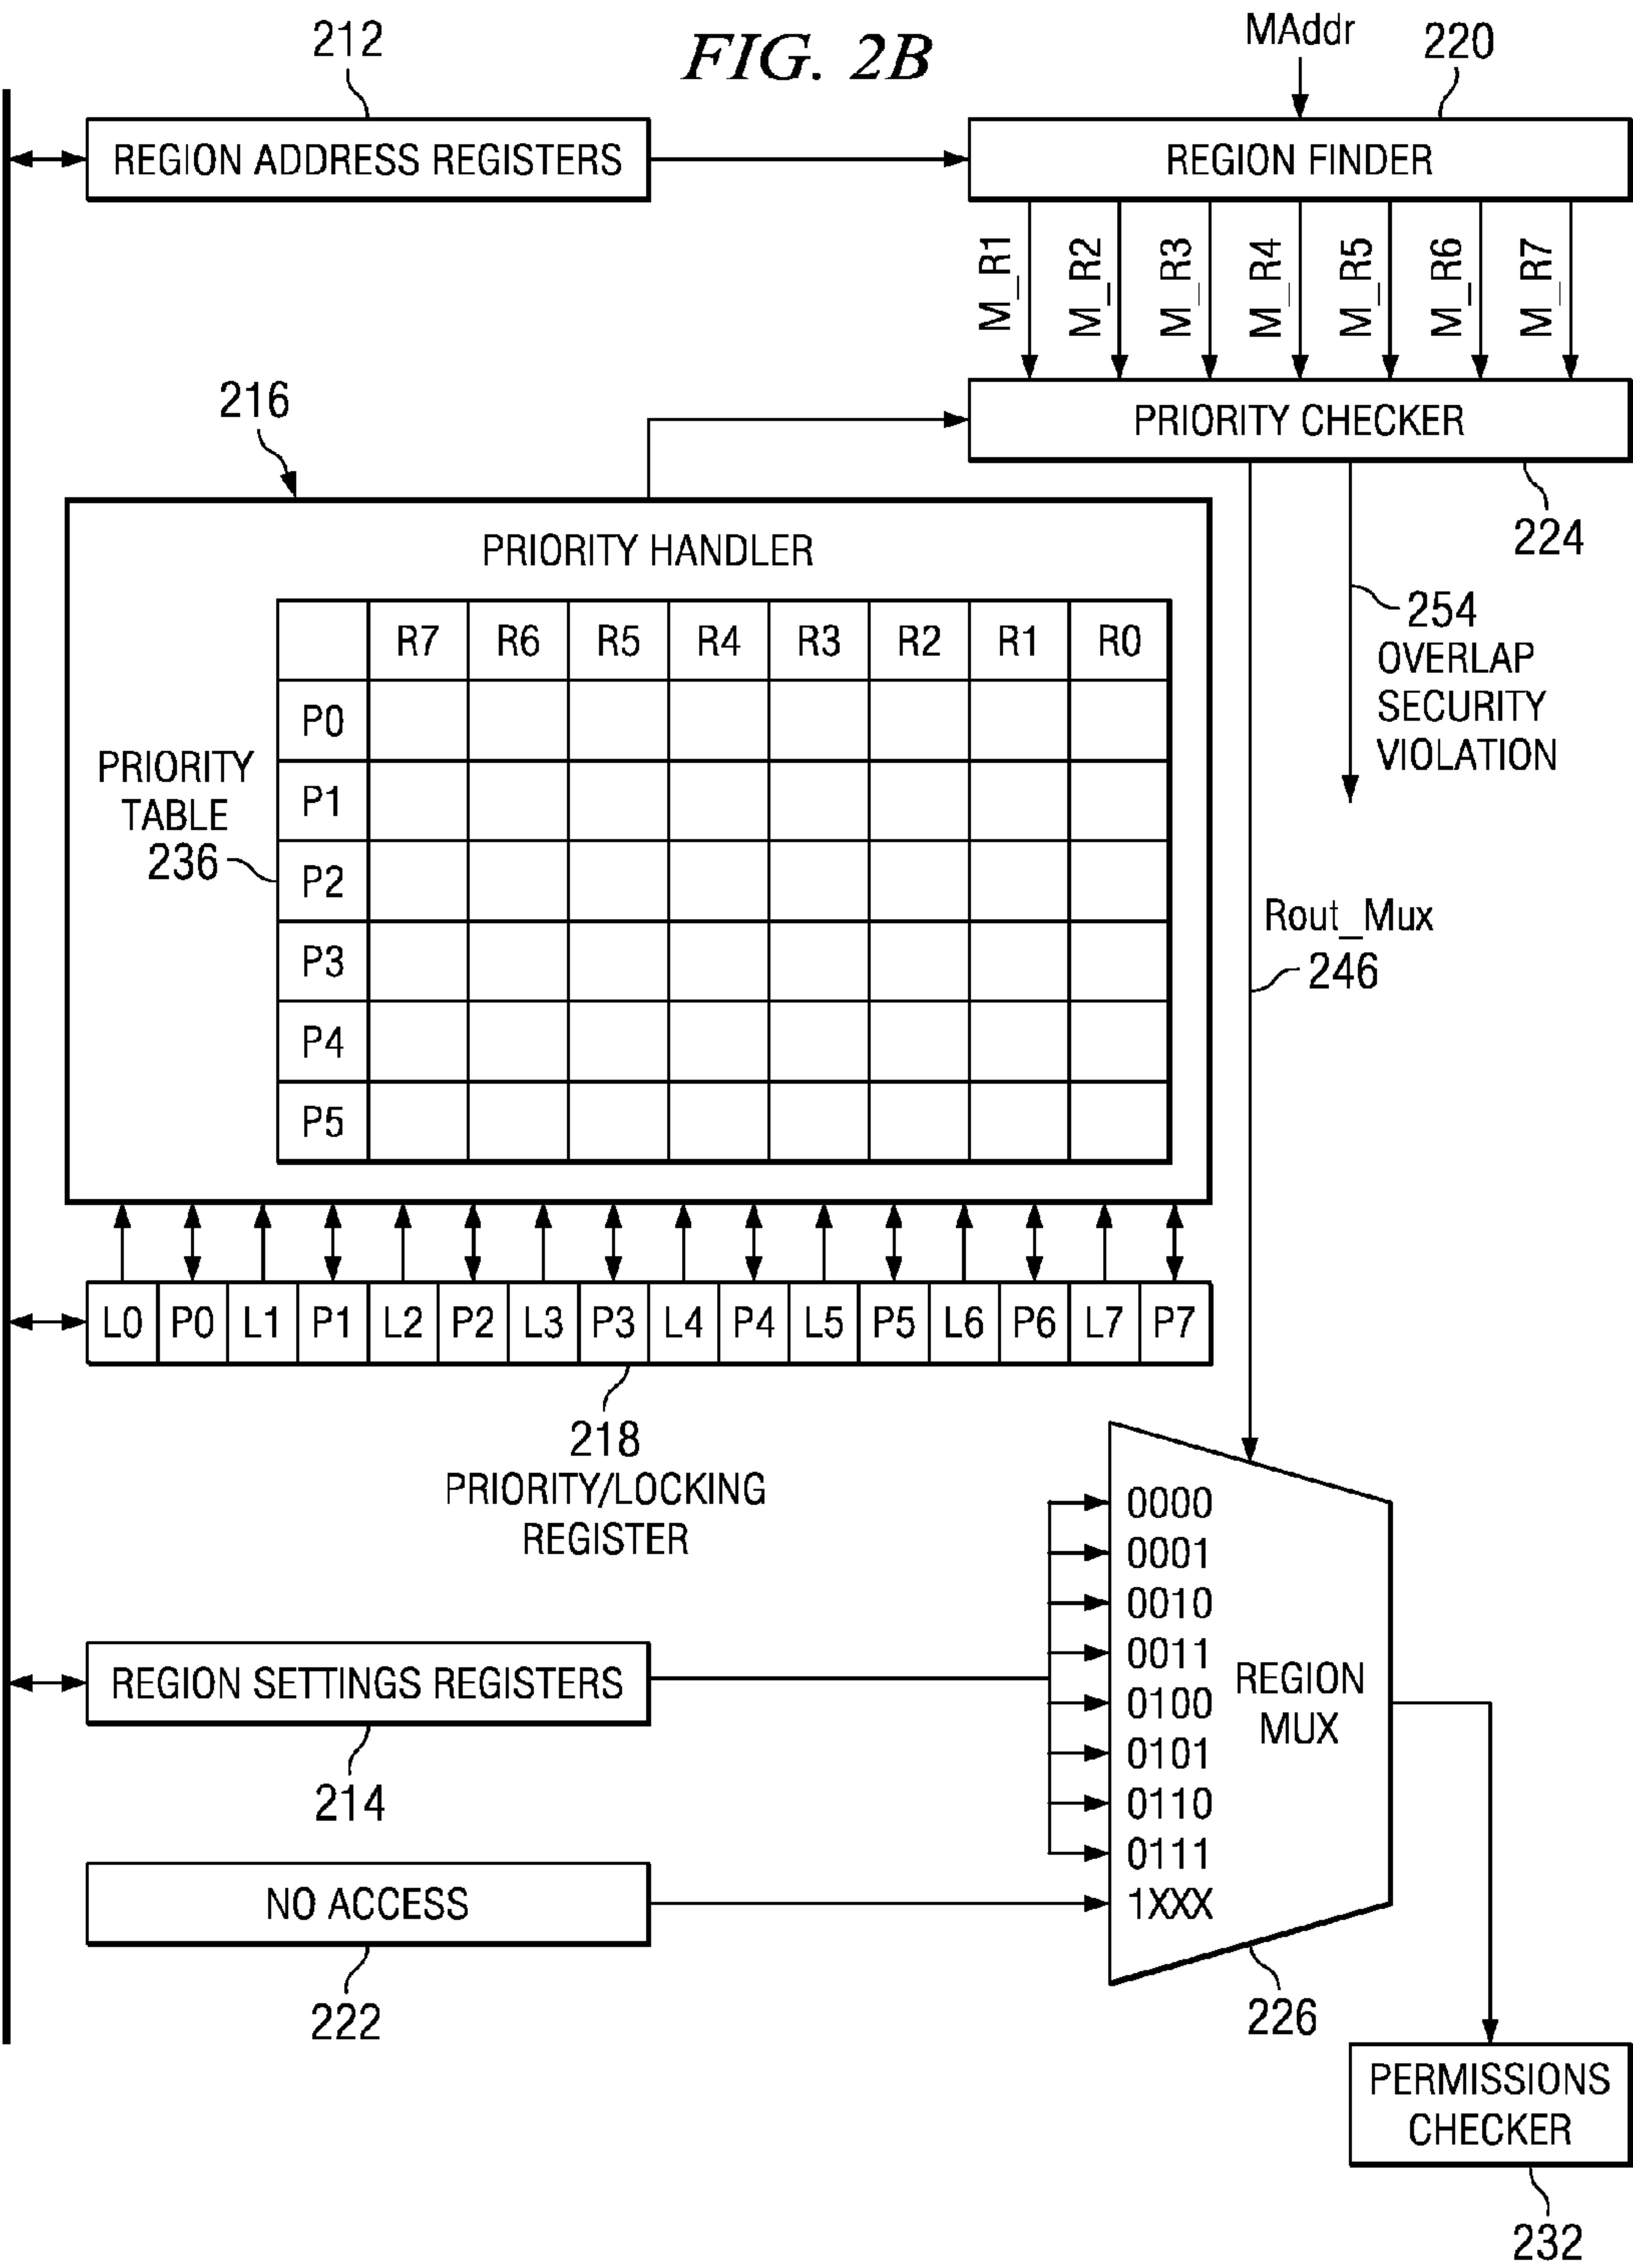 FIG. 2B
212
MAddr
220
REGION ADDRESS REGISTERS
REGION FINDER
M_R1
M_R2
M_R3
M_R4
M_R5
M_R6
M_R7
216
PRIORITY CHECKER
224
PRIORITY HANDLER
254
OVERLAP
SECURITY
VIOLATION
R7 R6 R5 R4 R3 R2 R1 R0
P0
PRIORITY
TABLE
236
P1
P2
P3
P4
P5
Rout_Mux
246
L0 P0 L1 P1 L2 P2 L3 P3 L4 P4 L5 P5 L6 P6 L7 P7
218
PRIORITY/LOCKING
REGISTER
0000
0001
0010
0011
0100
0101
0110
0111
1XXX
REGION
MUX
REGION SETTINGS REGISTERS
214
NO ACCESS
222
226
PERMISSIONS
CHECKER
232